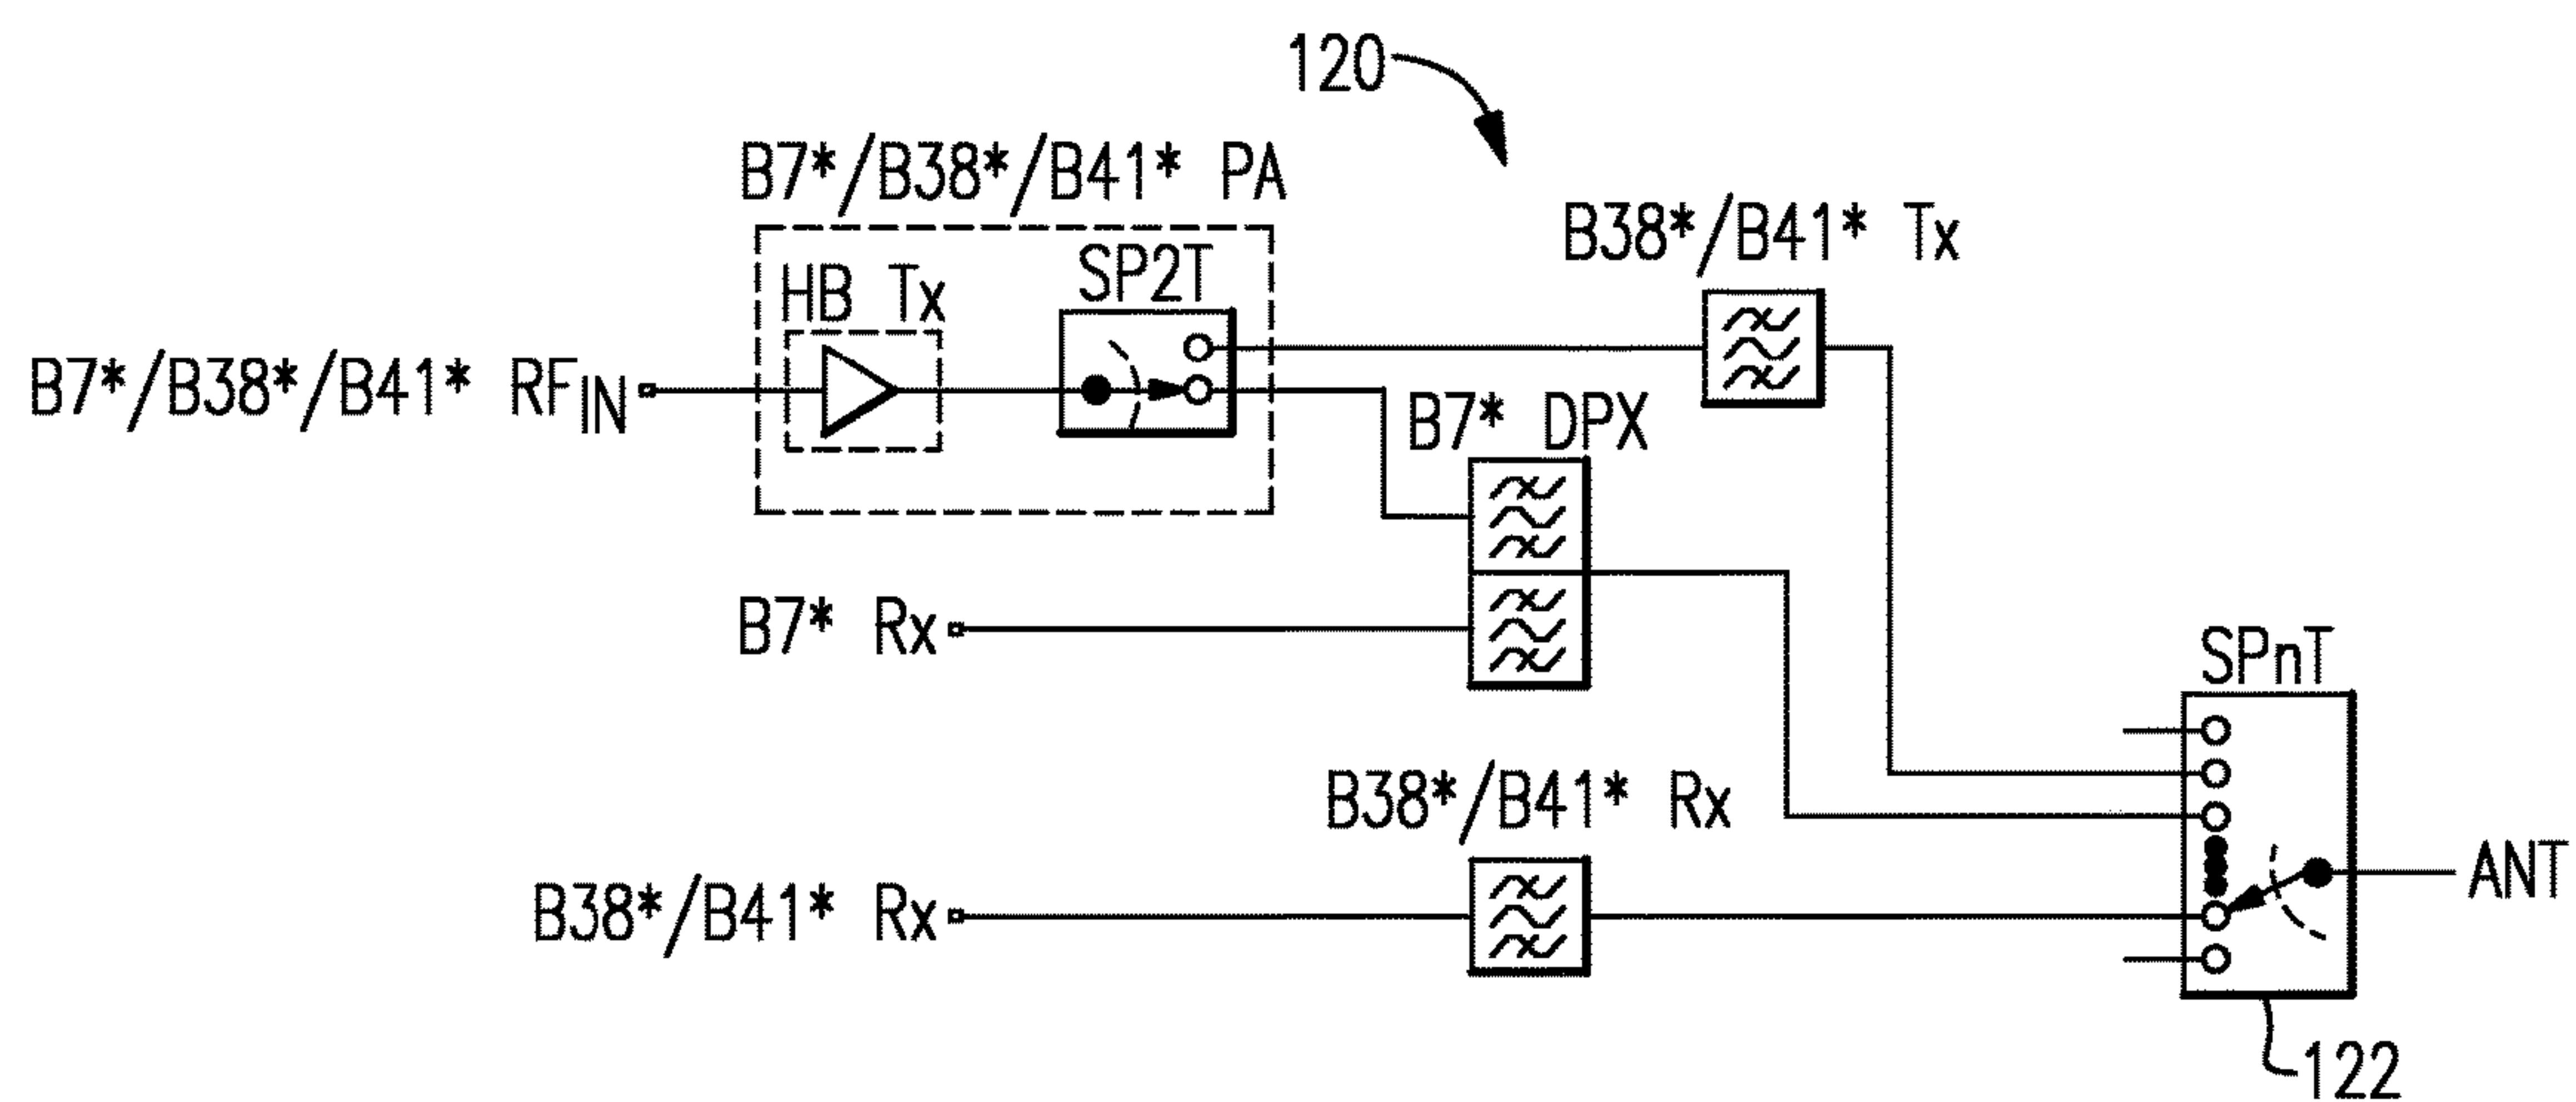 120
B7*/B38*/B41* PA
B38*/B41* Tx
HB Tx
SP2T
B7*/B38*/B41* RFIN
B7* DPX
B7* Rx
SPnT
B38*/B41* Rx
ANT
B38*/B41* Rx
122